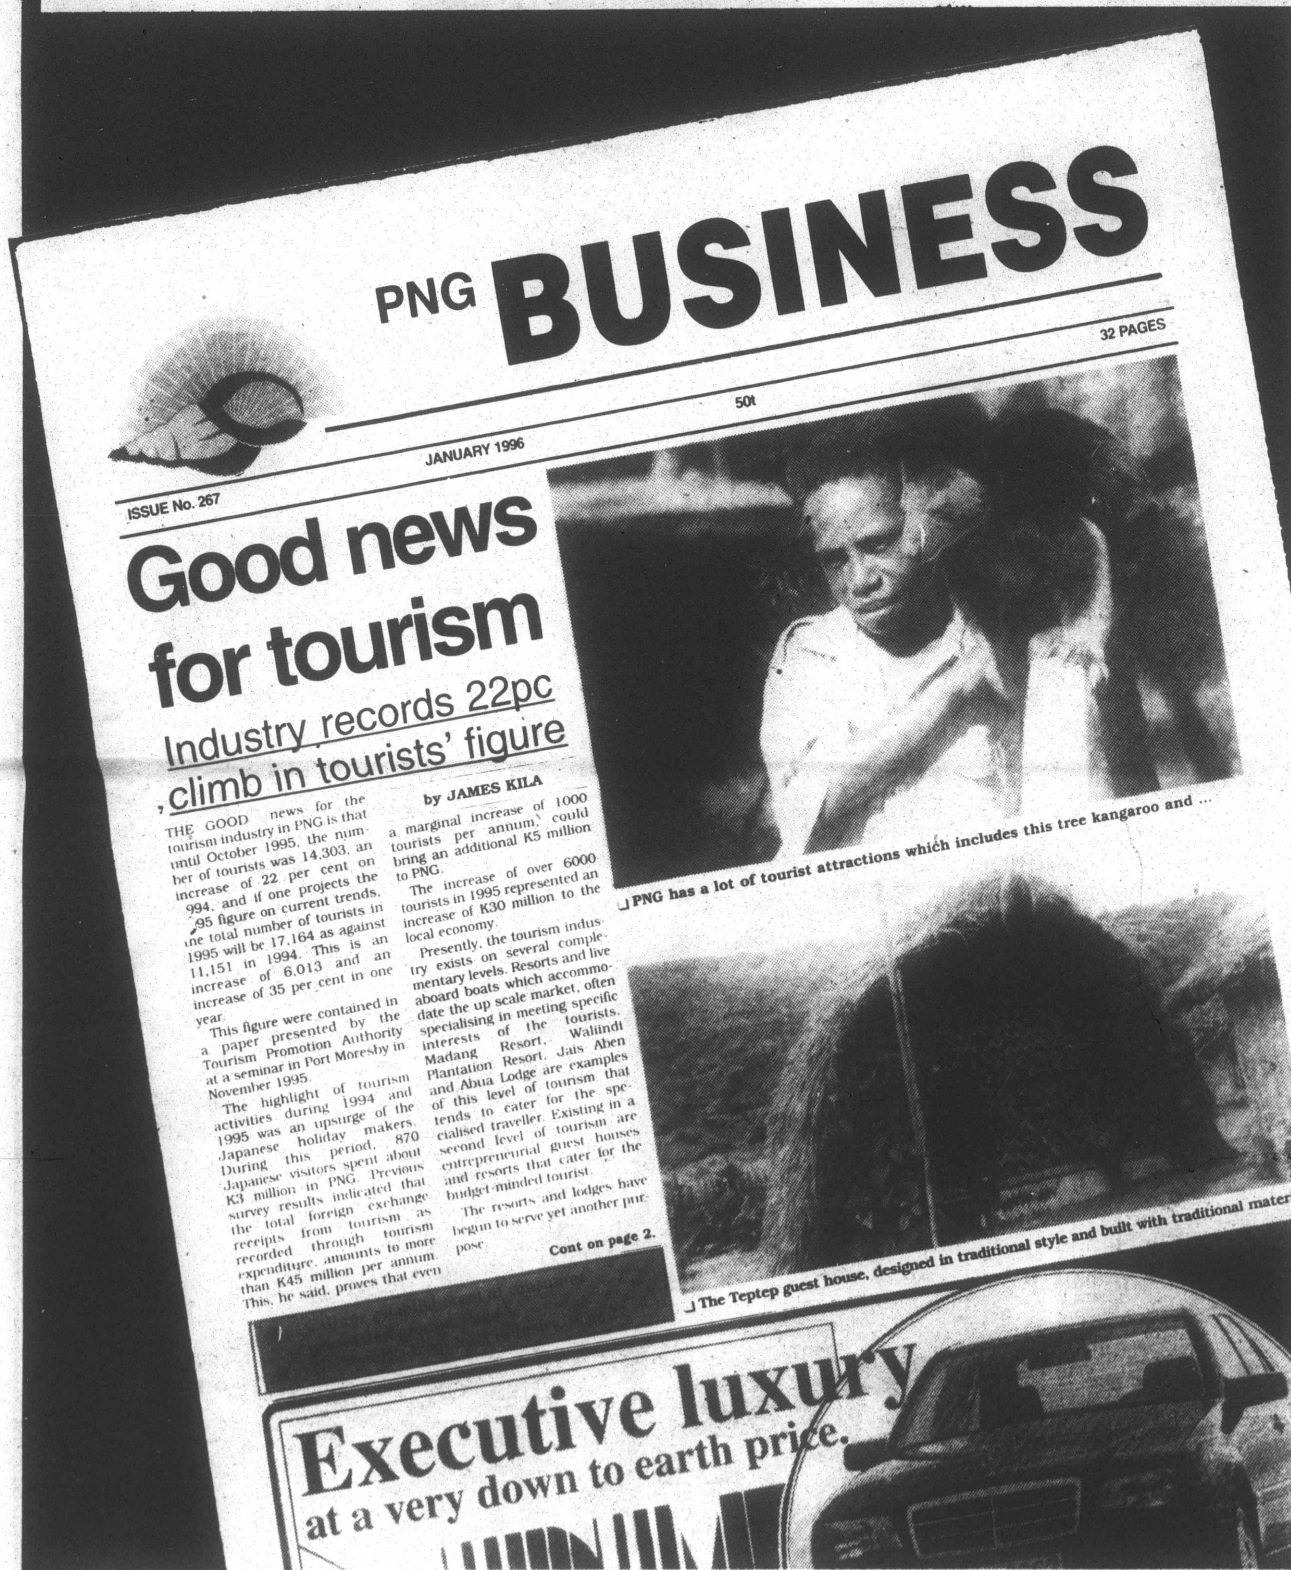 PNG BUSINESS
ISSUE No. 267 JANUARY 1996 50t 32 PAGES
Good news
for tourism
Industry records 22pc
climb in tourists' figure
by JAMES KILA
THE GOOD news for the
tourism industry in PNG is that
until October 1995, the num-
ber of tourists was 14,303, an
increase of 22 per cent on
994, and if one projects the
95 figure on current trends,
the total number of tourists in
1995 will be 17,164 as against
11,151 in 1994. This is an
increase of 6,013 and an
increase of 35 per cent in one
year.
This figure were contained in
a paper presented by the
Tourism Promotion Authority
at a seminar in Port Moresby in
November 1995.
The highlight of tourism
activities during 1994 and
1995 was an upsurge of the
Japanese holiday makers.
During this period, 870
Japanese visitors spent about
K3 million in PNG. Previous
survey results indicated that
the total foreign exchange
receipts from tourism as
recorded through tourism
expenditure, amounts to more
than K45 million per annum.
This, he said, proves that even
a marginal increase of 1000
tourists per annum, could
bring an additional K5 million
to PNG.
The increase of over 6000
tourists in 1995 represented an
increase of K30 million to the
local economy.
Presently, the tourism indus-
try exists on several comple-
mentary levels. Resorts and live
aboard boats which accommo-
date the up scale market, often
specialising in meeting specific
interests of the tourists.
Madang Resort, Walindi
Plantation Resort, Jais Aben
and Abua Lodge are examples
of this level of tourism that
tends to cater for the spe-
cialised traveller. Existing in a
second level of tourism are
entrepreneurial guest houses
and resorts that cater for the
budget-minded tourist.
The resorts and lodges have
begun to serve yet another pur-
pose
Cont on page 2.
❏ PNG has a lot of tourist attractions which includes this tree kangaroo and ...
❏ The Teptep guest house, designed in traditional style and built with traditional mater
Executive luxury
at a very down to earth price.